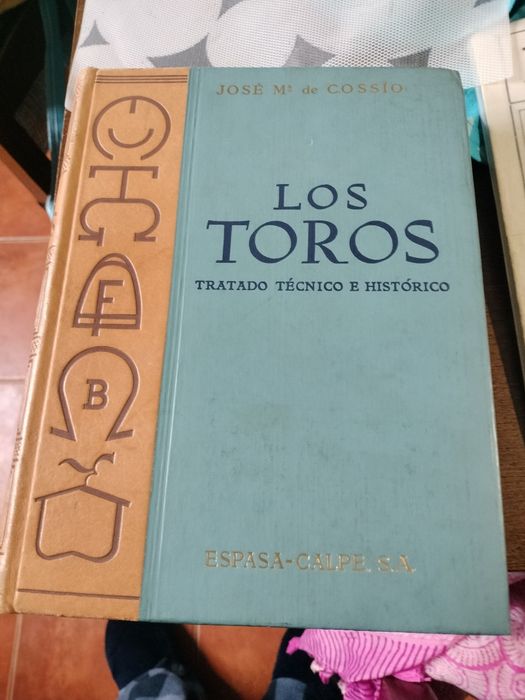 JOSÉ Mª de COSSÍO
LOS
TOROS
TRATADO TÉCNICO E HISTÓRICO
F
B
ESPASA-CALPE, S.A.